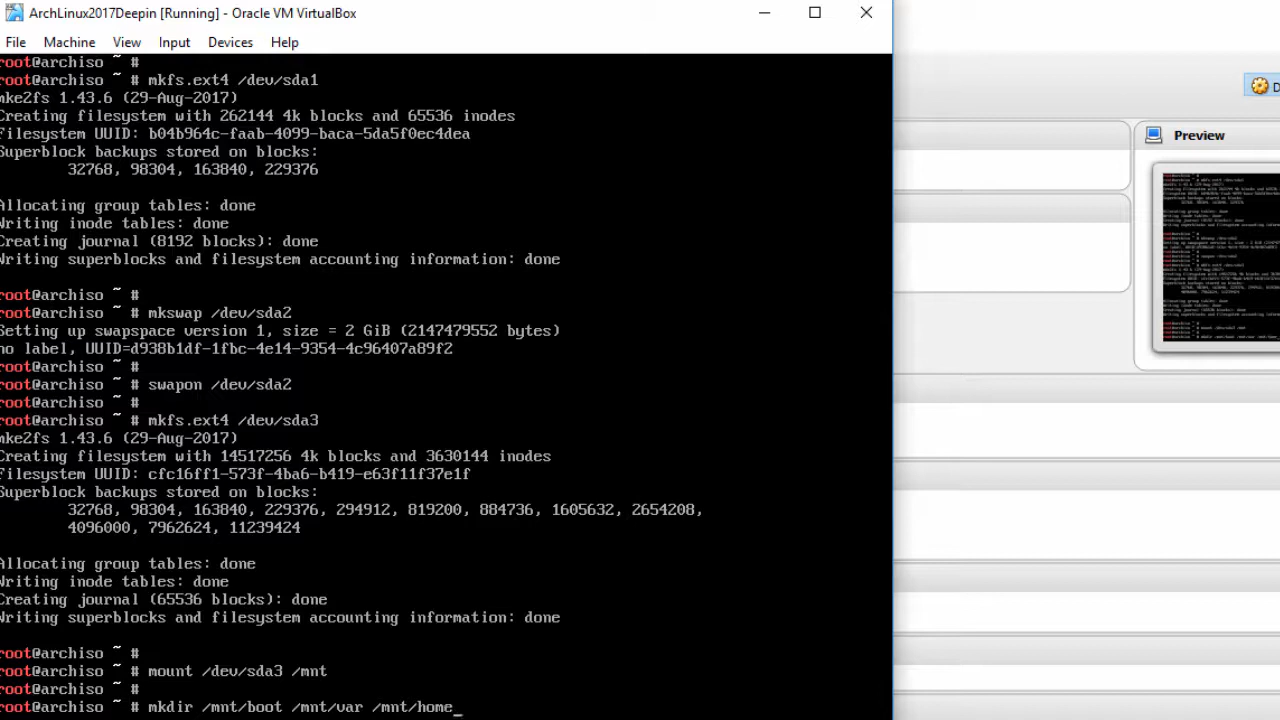 ArchLinux2017Deepin [Running] - Oracle VM VirtualBox
File Machine View Input Devices Help
root@archiso ~ #
root@archiso ~ # mkfs.ext4 /dev/sda1
mke2fs 1.43.6 (29-Aug-2017)
Creating filesystem with 262144 4k blocks and 65536 inodes
Filesystem UUID: b04b964c-faab-4099-baca-5da5f0ec4dea
Superblock backups stored on blocks:
32768, 98304, 163840, 229376
Allocating group tables: done
Writing inode tables: done
Creating journal (8192 blocks): done
Writing superblocks and filesystem accounting information: done
root@archiso ~ #
root@archiso ~ # mkswap /dev/sda2
Setting up swapspace version 1, size = 2 GiB (2147479552 bytes)
no label, UUID=d938b1df-1fbc-4e14-9354-4c96407a89f2
root@archiso ~ #
root@archiso ~ # swapon /dev/sda2
root@archiso ~ #
root@archiso ~ # mkfs.ext4 /dev/sda3
mke2fs 1.43.6 (29-Aug-2017)
Creating filesystem with 14517256 4k blocks and 3630144 inodes
Filesystem UUID: cfc16ff1-573f-4ba6-b419-e63f11f37e1f
Superblock backups stored on blocks:
32768, 98304, 163840, 229376, 294912, 819200, 884736, 1605632, 2654208,
4096000, 7962624, 11239424
Allocating group tables: done
Writing inode tables: done
Creating journal (65536 blocks): done
Writing superblocks and filesystem accounting information: done
root@archiso ~ #
root@archiso ~ # mount /dev/sda3 /mnt
root@archiso ~ #
root@archiso ~ # mkdir /mnt/boot /mnt/var /mnt/home_
Preview